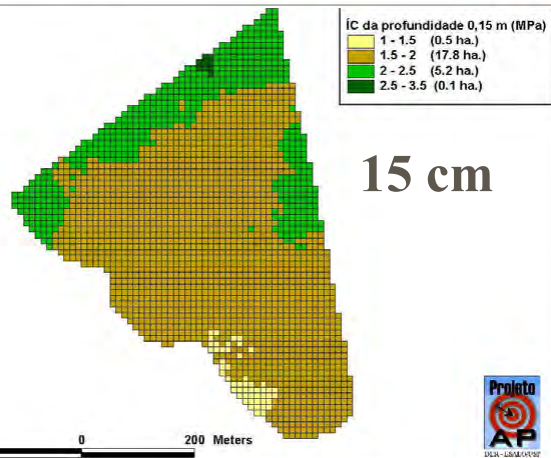 ÍC da profundidade 0,15 m (MPa)
1 - 1.5 (0.5 ha.)
1.5 - 2 (17.8 ha.)
2 - 2.5 (5.2 ha.)
2.5 - 3.5 (0.1 ha.)
15 cm
0 200 Meters
Projeto
AP